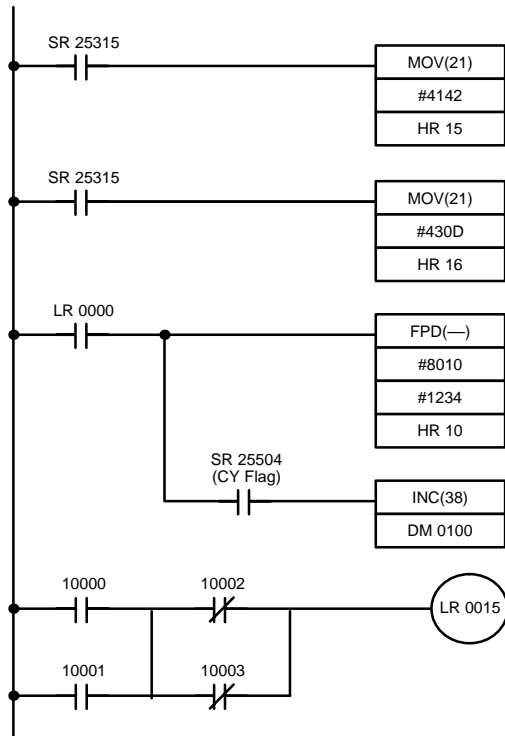 SR 25315
MOV(21)
#4142
HR 15
SR 25315
MOV(21)
#430D
HR 16
LR 0000
FPD(—)
#8010
#1234
HR 10
SR 25504
(CY Flag)
INC(38)
DM 0100
10000
10002
LR 0015
10001
10003